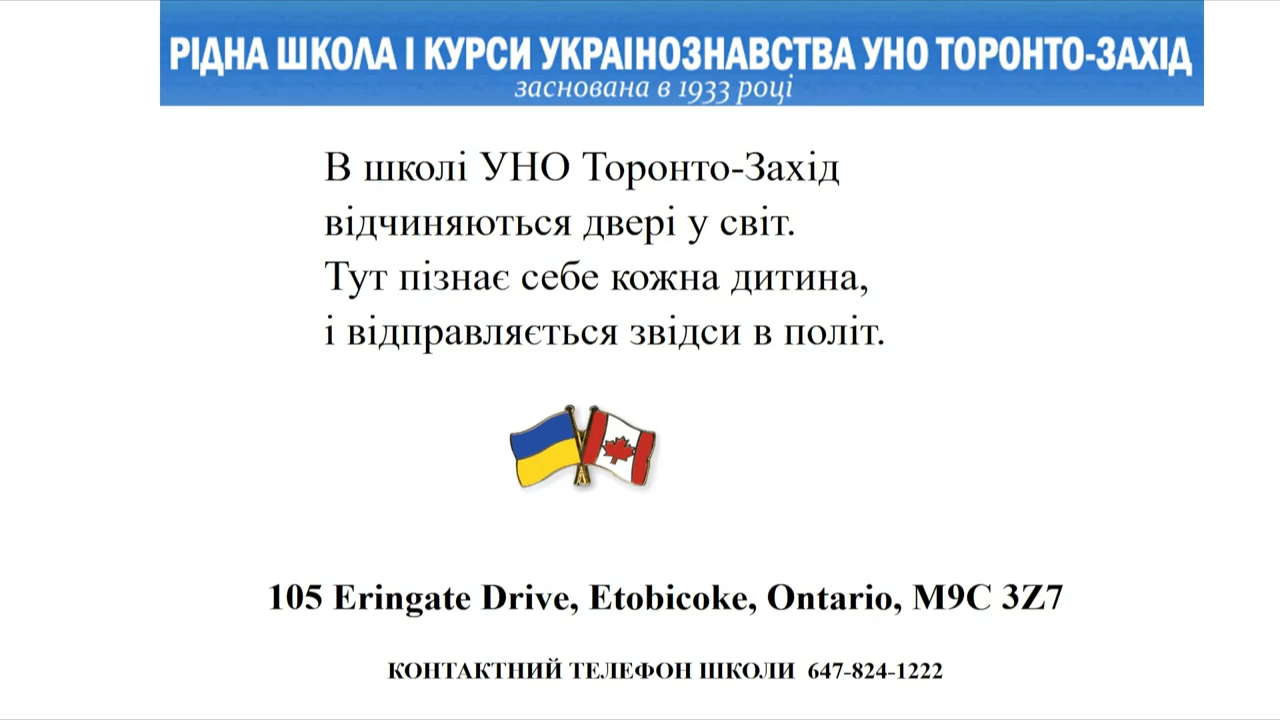 РІДНА ШКОЛА І КУРСИ УКРАЇНОЗНАВСТВА УНО ТОРОНТО-ЗАХІД
заснована в 1933 році
В школі УНО Торонто-Захід
відчиняються двері у світ.
Тут пізнає себе кожна дитина,
і відправляється звідси в політ.
105 Eringate Drive, Etobicoke, Ontario, M9C 3Z7
КОНТАКТНИЙ ТЕЛЕФОН ШКОЛИ 647-824-1222